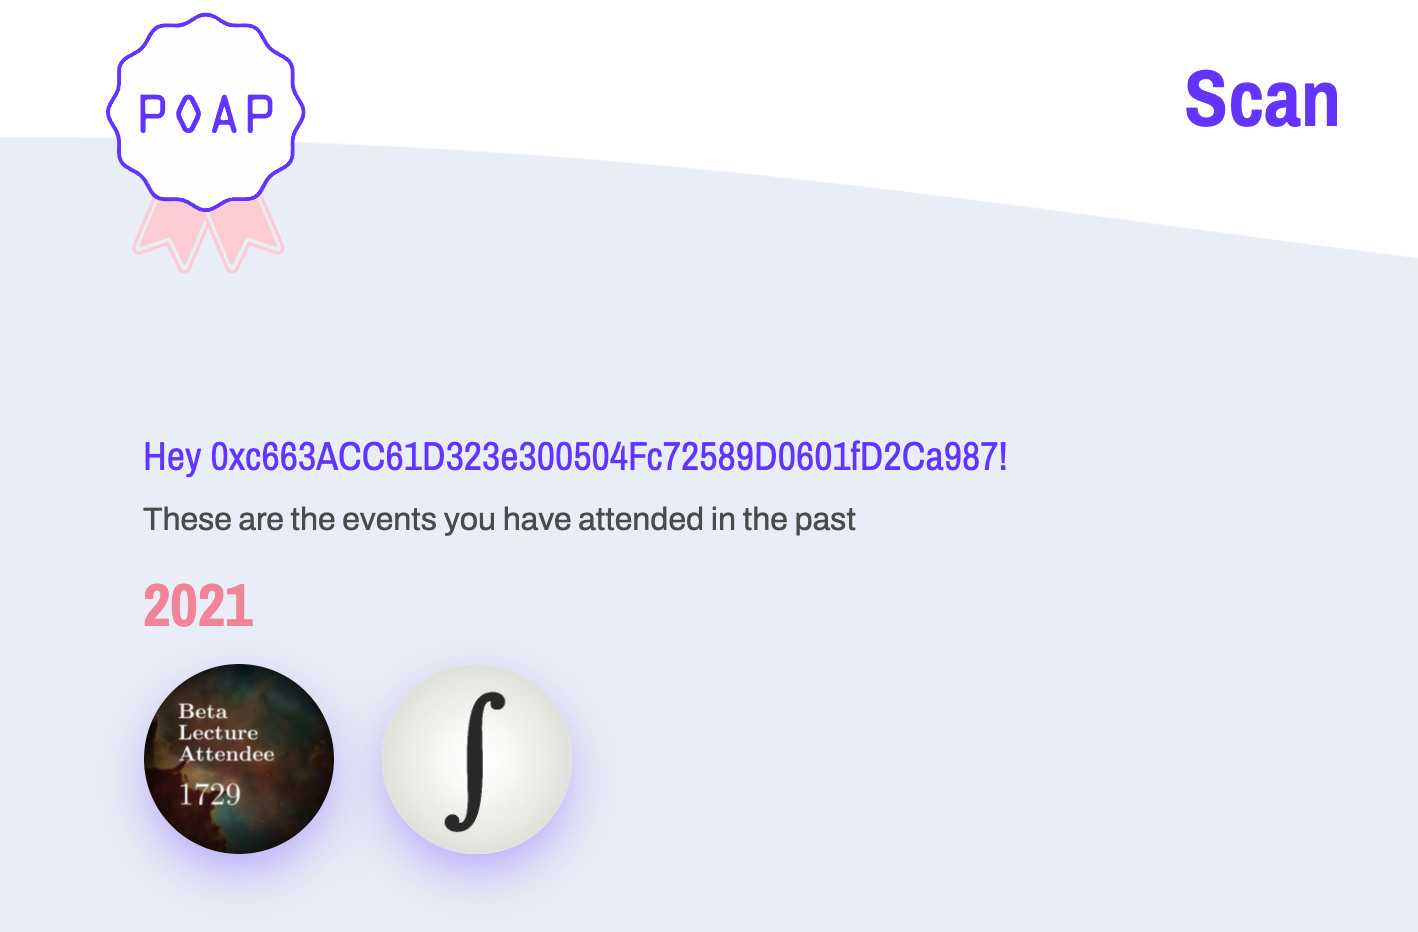 POAP
Scan
Hey 0xc663ACC61D323e300504Fc72589D0601fD2Ca987!
These are the events you have attended in the past
2021
Beta
Lecture
Attendee
1729
∫